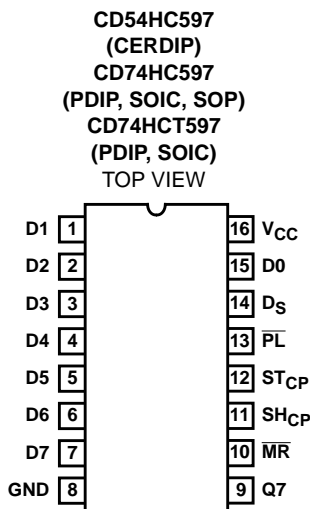 CD54HC597
(CERDIP)
CD74HC597
(PDIP, SOIC, SOP)
CD74HCT597
(PDIP, SOIC)
TOP VIEW
D1 1 16 VCC
D2 2 15 D0
D3 3 14 DS
D4 4 13 P̅L̅
D5 5 12 STCP
D6 6 11 SHCP
D7 7 10 M̅R̅
GND 8 9 Q7